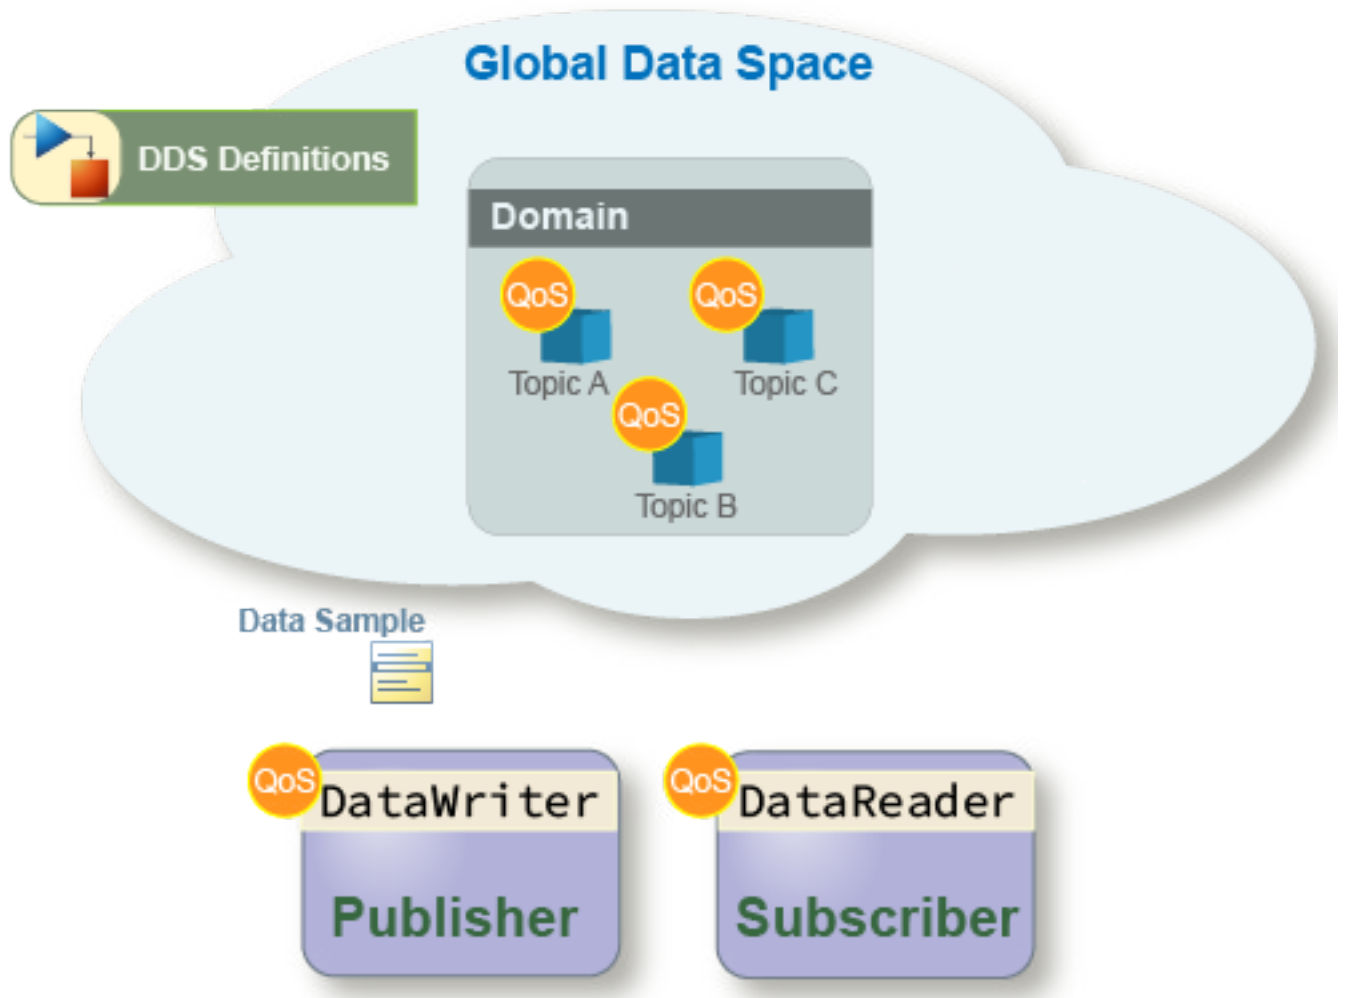 Global Data Space
DDS Definitions
Domain
QoS
QoS
Topic A
Topic C
QoS
Topic B
Data Sample
QoS
DataWriter
Publisher
QoS
DataReader
Subscriber